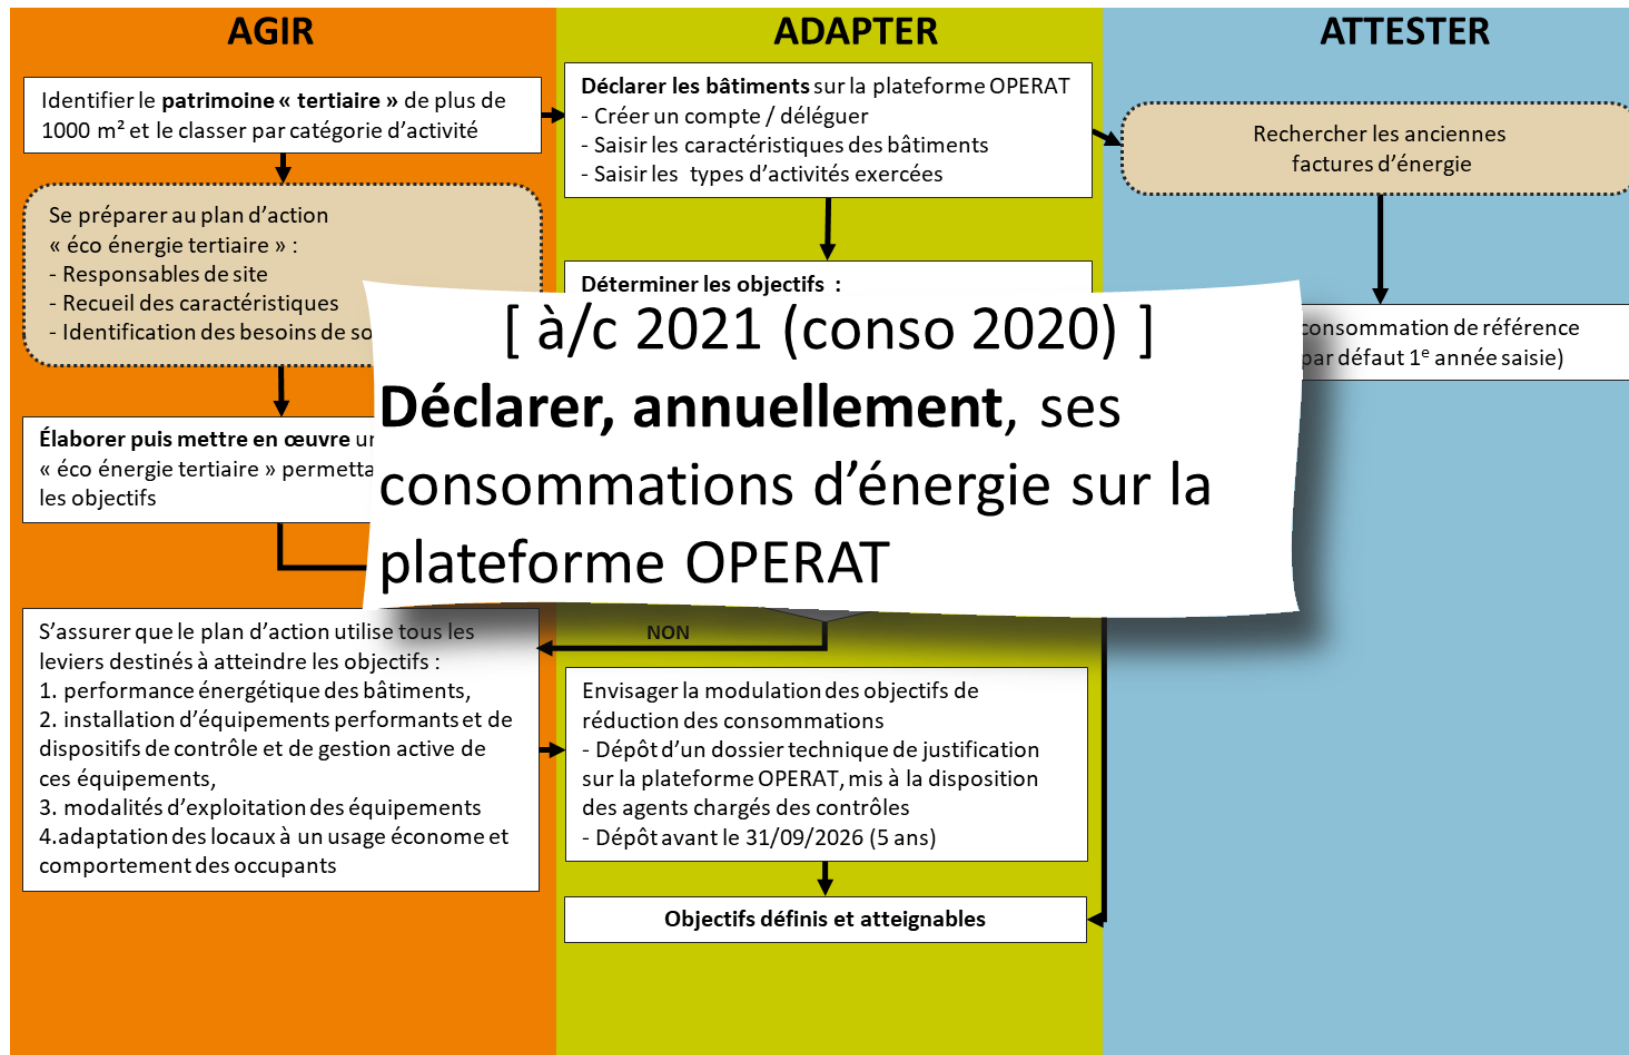 AGIR
Identifier le patrimoine « tertiaire » de plus de
1000 m² et le classer par catégorie d’activité
Se préparer au plan d’action
« éco énergie tertiaire » :
- Responsables de site
- Recueil des caractéristiques
- Identification des besoins de
Élaborer puis mettre en œuvre
« éco énergie tertiaire »
les objectifs
S’assurer que le plan d’action utilise tous les
leviers destinés à atteindre les objectifs :
1. performance énergétique des bâtiments,
2. installation d’équipements performants et de
dispositifs de contrôle et de gestion active de
ces équipements,
3. modalités d’exploitation des équipements
4.adaptation des locaux à un usage économe et
comportement des occupants
ADAPTER
Déclarer les bâtiments sur la plateforme OPERAT
- Créer un compte / déléguer
- Saisir les caractéristiques des bâtiments
- Saisir les types d’activités exercées
Déterminer les objectifs :
[ à/c 2021 (conso 2020) ]
Déclarer, annuellement, ses
consommations d’énergie sur la
plateforme OPERAT
NON
Envisager la modulation des objectifs de
réduction des consommations
- Dépôt d’un dossier technique de justification
sur la plateforme OPERAT, mis à la disposition
des agents chargés des contrôles
- Dépôt avant le 31/09/2026 (5 ans)
Objectifs définis et atteignables
ATTESTER
Rechercher les anciennes
factures d’énergie
consommation de référence
par défaut 1e année saisie)